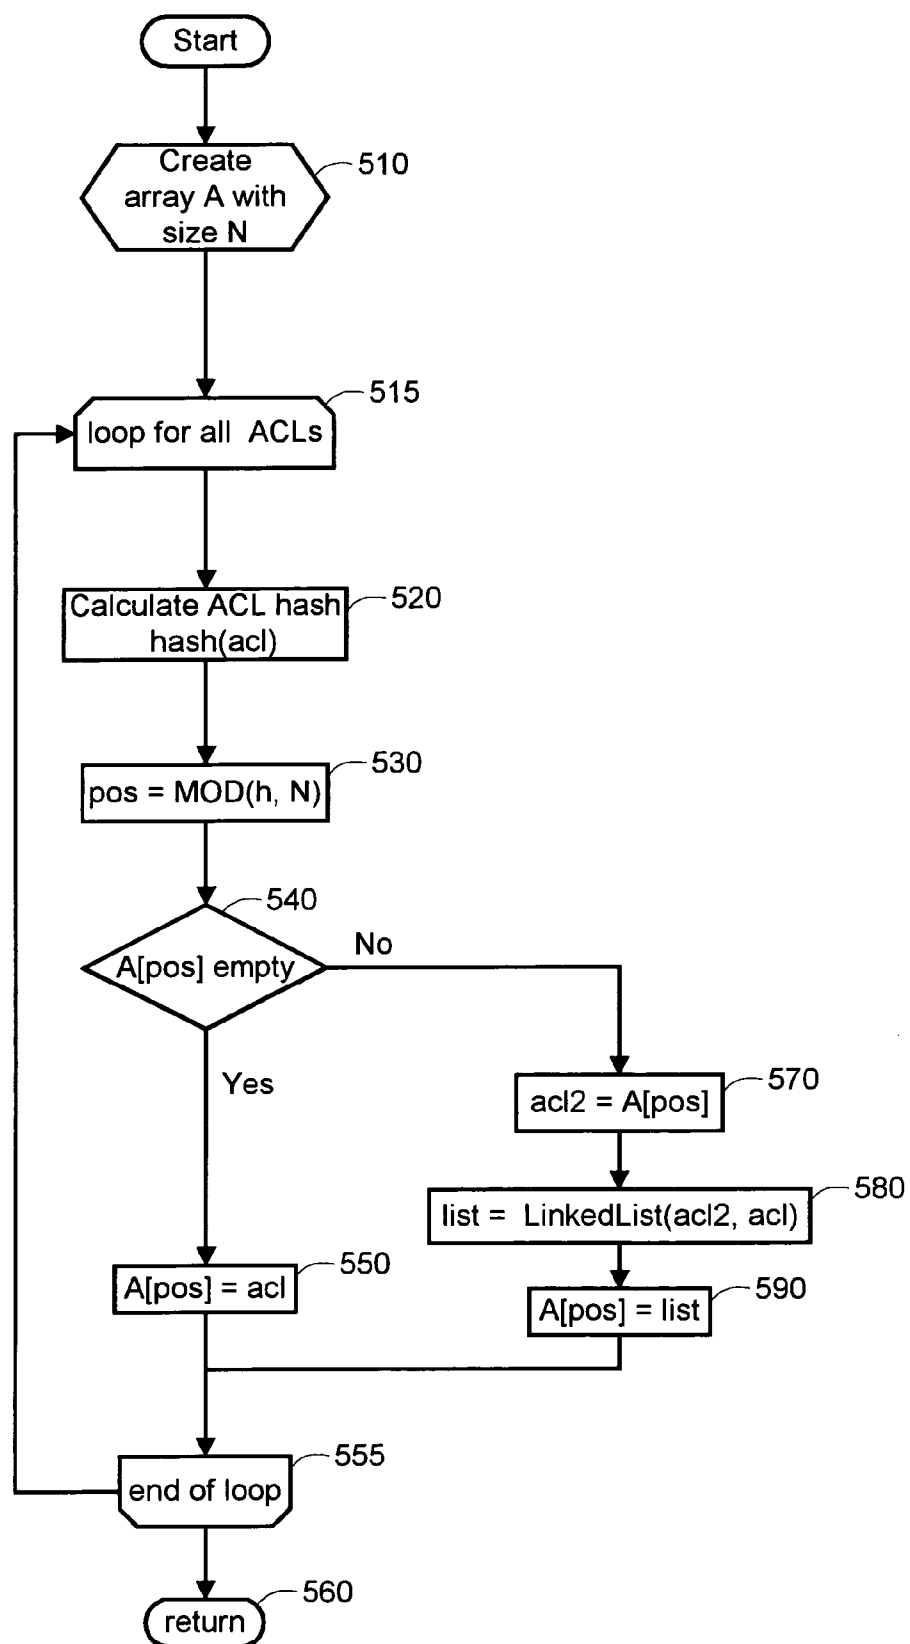 Start
Create
array A with
size N
510
loop for all ACLs
515
Calculate ACL hash
hash(acl)
520
pos = MOD(h, N)
530
540
A[pos] empty
No
Yes
acl2 = A[pos]
570
list = LinkedList(acl2, acl)
580
A[pos] = acl
550
A[pos] = list
590
end of loop
555
return
560